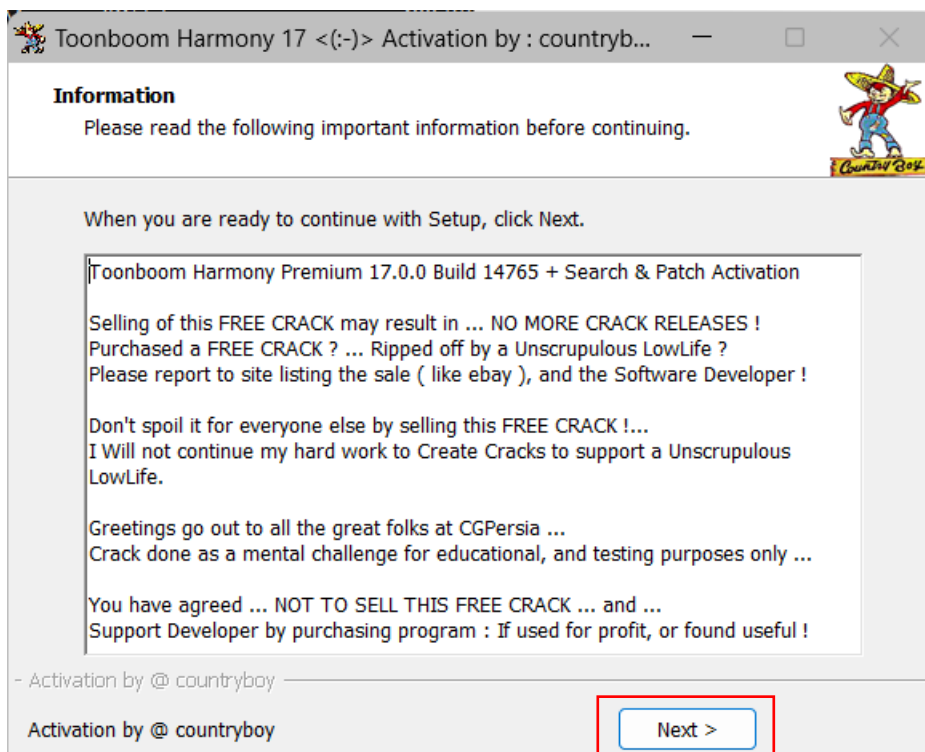 Toonboom Harmony 17 <(:-)> Activation by : countryb...
Information
Please read the following important information before continuing.
Country Boy
When you are ready to continue with Setup, click Next.
Toonboom Harmony Premium 17.0.0 Build 14765 + Search & Patch Activation
Selling of this FREE CRACK may result in ... NO MORE CRACK RELEASES !
Purchased a FREE CRACK ? ... Ripped off by a Unscrupulous LowLife ?
Please report to site listing the sale ( like ebay ), and the Software Developer !
Don't spoil it for everyone else by selling this FREE CRACK !...
I Will not continue my hard work to Create Cracks to support a Unscrupulous
LowLife.
Greetings go out to all the great folks at CGPersia ...
Crack done as a mental challenge for educational, and testing purposes only ...
You have agreed ... NOT TO SELL THIS FREE CRACK ... and ...
Support Developer by purchasing program : If used for profit, or found useful !
Activation by @ countryboy
Activation by @ countryboy
Next >